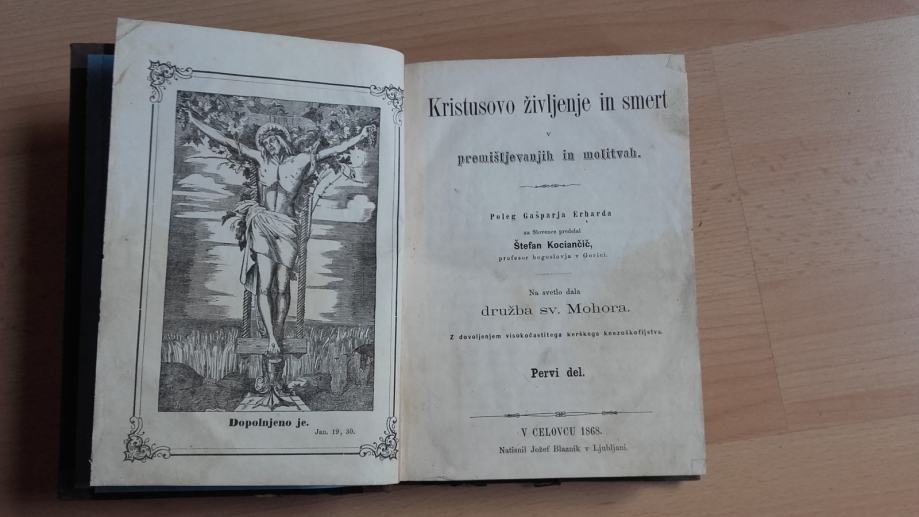 Dopolnjeno je.
Jan. 19, 30.
Kristusovo življenje in smert
v
premišljevanjih in molitvah.
Poleg Gašparja Erharda
za Slovence predelal
Štefan Kociančič,
profesor bogoslovja v Gorici.
Na svetlo dala
družba sv. Mohora.
Z dovoljenjem visokočastitega kerškega knezoškofijstva.
Pervi del.
V CELOVCU 1868.
Natisnil Jožef Blaznik v Ljubljani.